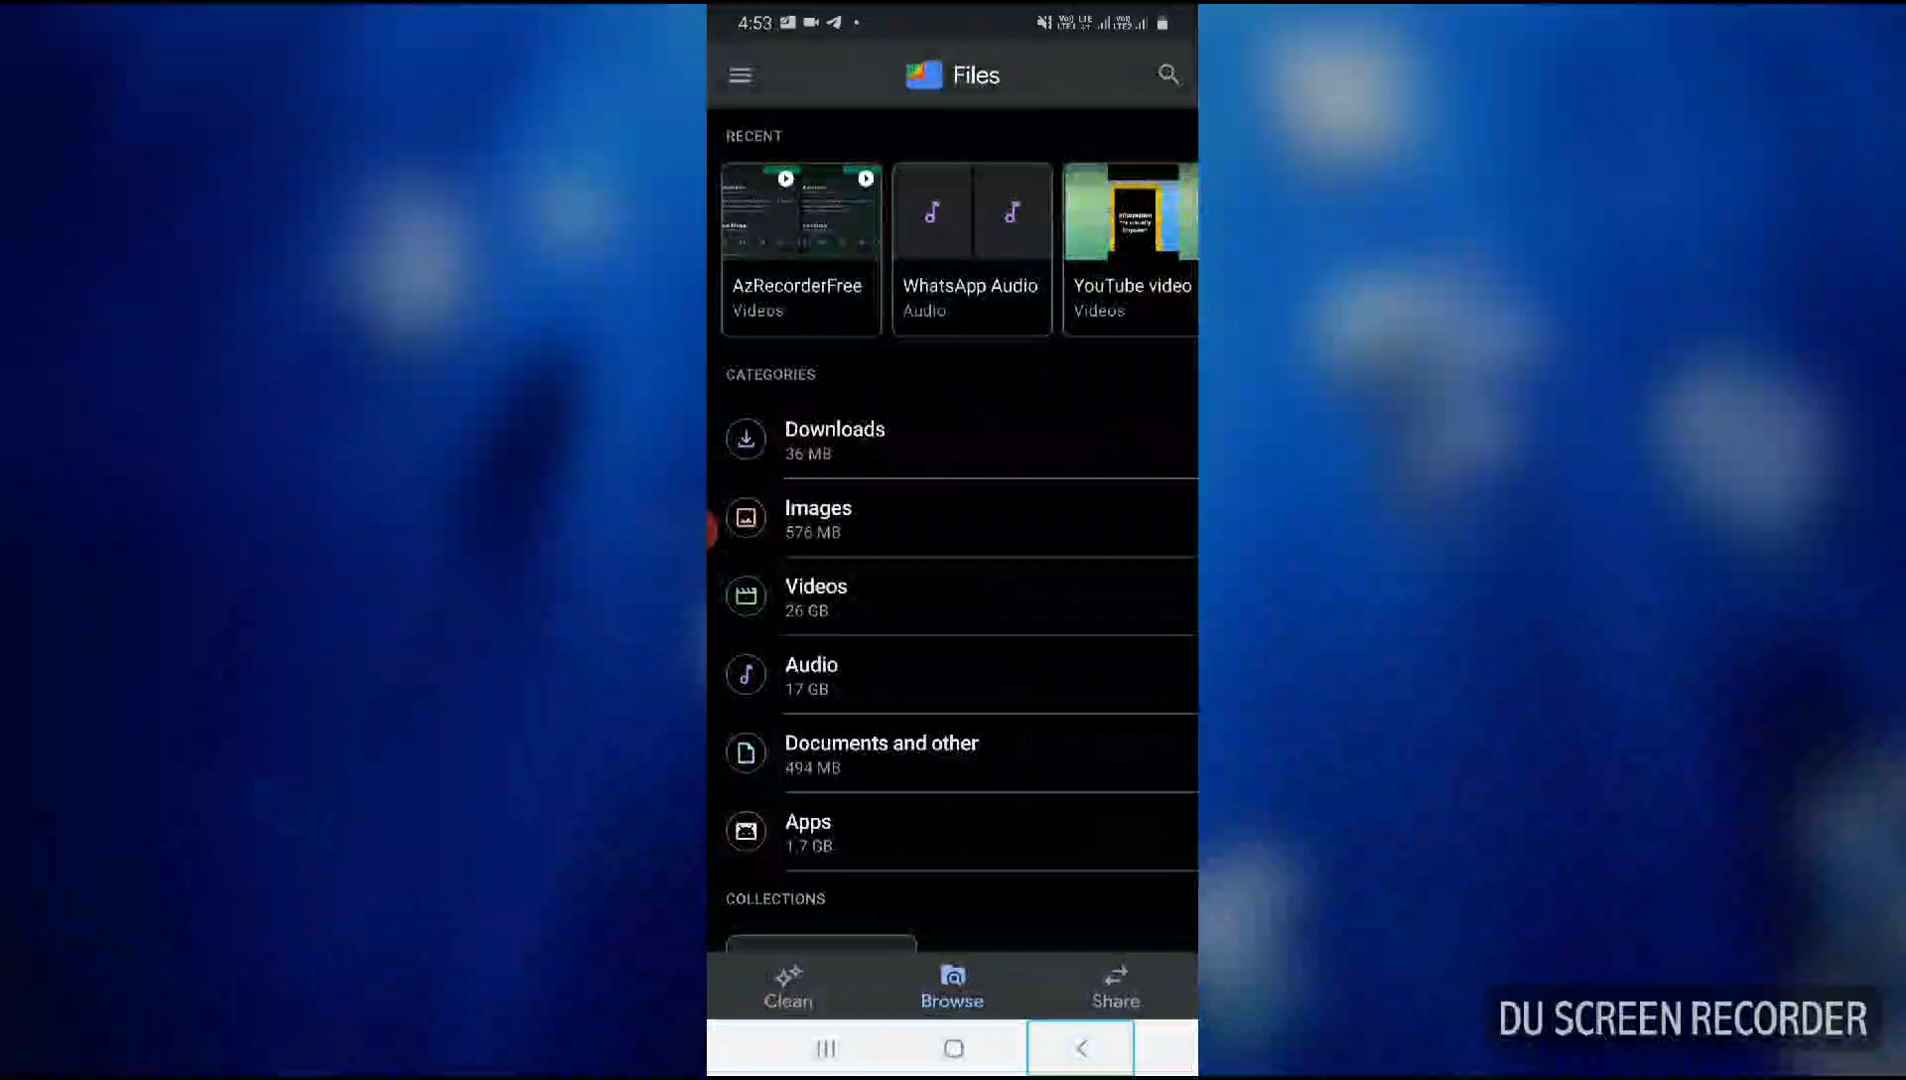 4:53
Files
RECENT
AzRecorderFree
Videos
WhatsApp Audio
Audio
YouTube video
Videos
CATEGORIES
Downloads
36 MB
Images
576 MB
Videos
26 GB
Audio
17 GB
Documents and other
494 MB
Apps
1.7 GB
COLLECTIONS
Clean
Browse
Share
DU SCREEN RECORDER